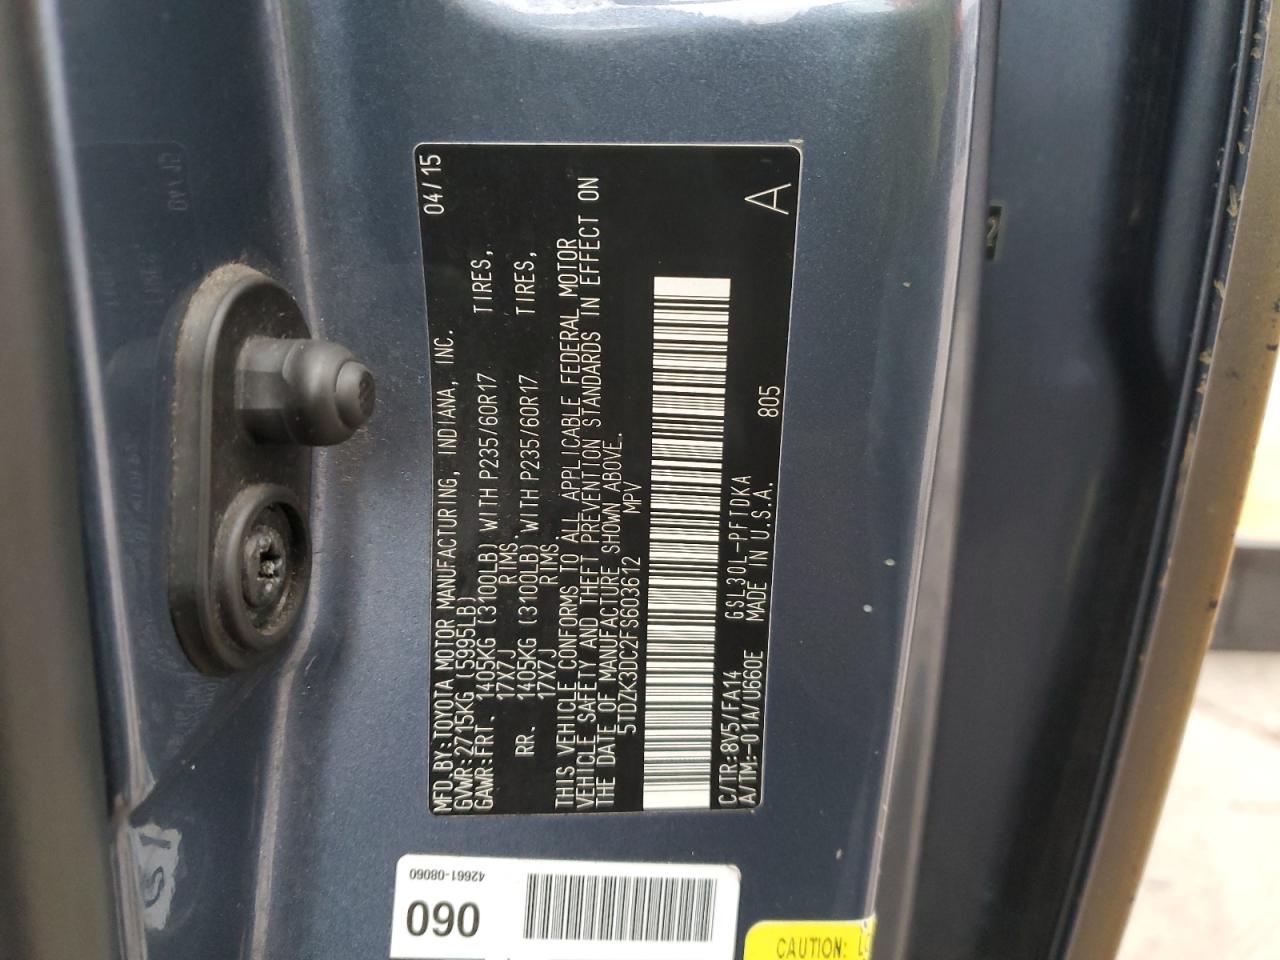 MFD.BY:TOYOTA MOTOR MANUFACTURING, INDIANA, INC. 04/15
GVWR:2715KG (5995LB)
GAWR:FRT. 1405KG (3100LB) WITH P235/60R17 TIRES,
17X7J RIMS.
RR. 1405KG (3100LB) WITH P235/60R17 TIRES,
17X7J RIMS.
THIS VEHICLE CONFORMS TO ALL APPLICABLE FEDERAL MOTOR
VEHICLE SAFETY AND THEFT PREVENTION STANDARDS IN EFFECT ON
THE DATE OF MANUFACTURE SHOWN ABOVE.
5TDZK3DC2FS603612 MPV
C/TR:8V5/FA14 GSL30L-PFTDKA
A/TM:-01A/U660E MADE IN U.S.A. 805 A
42661-08060
060
CAUTION:
2